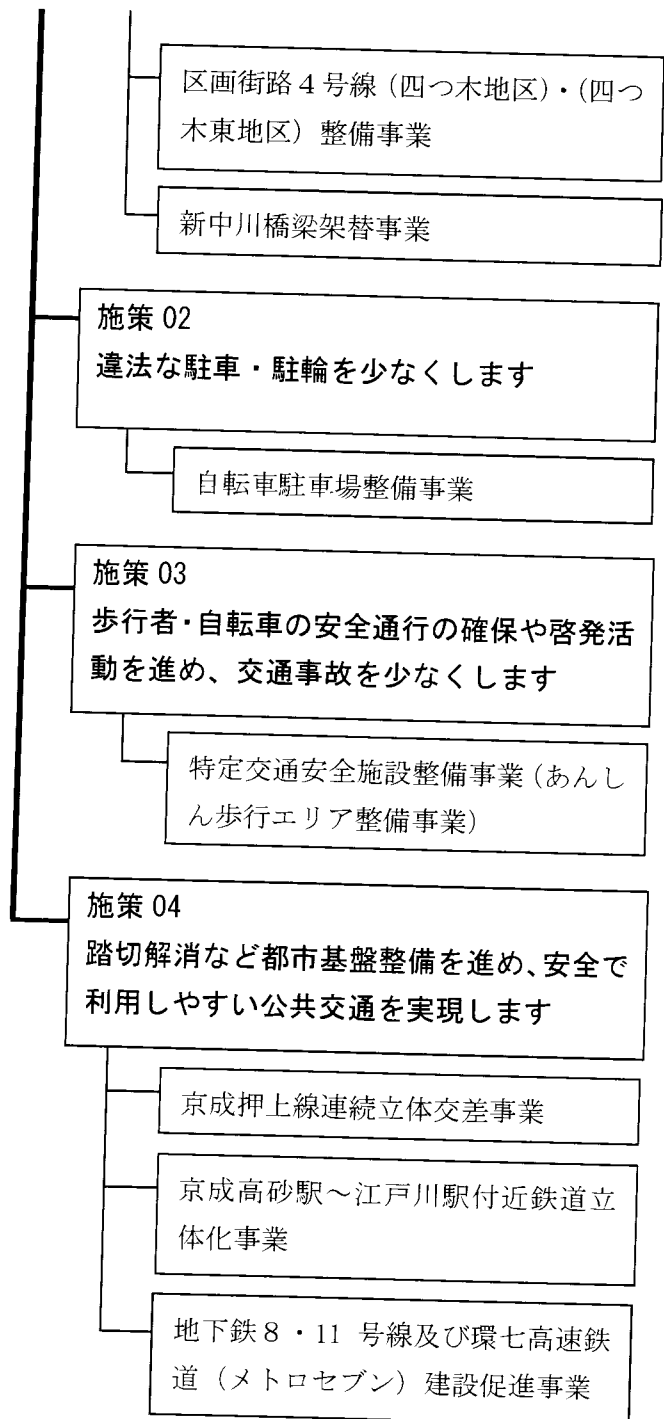 区画街路４号線（四つ木地区）・（四つ
木東地区）整備事業
新中川橋梁架替事業
施策 02
違法な駐車・駐輪を少なくします
自転車駐車場整備事業
施策 03
歩行者・自転車の安全通行の確保や啓発活
動を進め、交通事故を少なくします
特定交通安全施設整備事業（あんし
ん歩行エリア整備事業）
施策 04
踏切解消など都市基盤整備を進め、安全で
利用しやすい公共交通を実現します
京成押上線連続立体交差事業
京成高砂駅～江戸川駅付近鉄道立
体化事業
地下鉄８・11 号線及び環七高速鉄
道（メトロセブン）建設促進事業